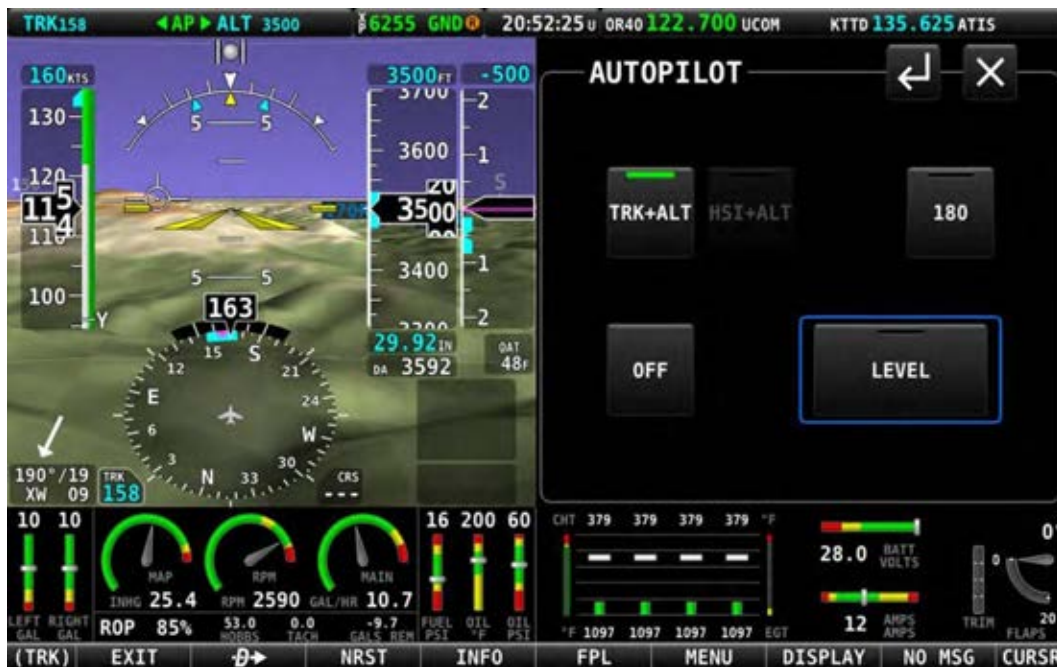 TRK158 AP ALT 3500 6255 GND R 20:52:25U OR40 122.700 UCOM KTTD 135.625 ATIS
160KTS 3500FT -500 AUTOPILOT
130 3700 2
5 5
3600 1
120 20 S TRK+ALT HSI+ALT 180
115 3500
4
110
5 5 3400 1
100 163 2
Y
29.92IN OAT
DA 3592 48F OFF LEVEL
12 15 S 21
E 24
6 W
3 N 33 30
190°/19 TRK CRS
XW 09 158 ---
10 10 16 200 60 CHT 379 379 379 379 °F
28.0 BATT VOLTS 0°
MAP RPM MAIN 0
INHG 25.4 RPM 2590 GAL/HR 10.7
LEFT GAL RIGHT GAL ROP 85% 53.0 HOBBS 0.0 TACH -9.7 GALS REM FUEL PSI OIL °F OIL PSI °F 1097 1097 1097 1097 EGT 12 AMPS AMPS TRIM 20 FLAPS
(TRK) EXIT D NRST INFO FPL MENU DISPLAY NO MSG CURSR